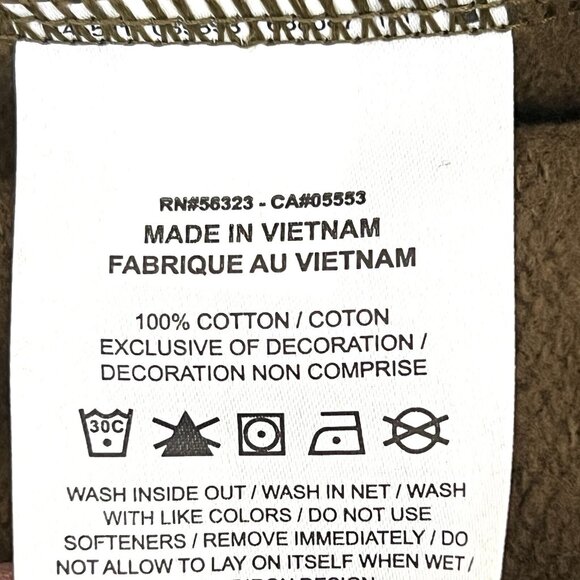 RN#56323 - CA#05553
MADE IN VIETNAM
FABRIQUE AU VIETNAM
100% COTTON / COTON
EXCLUSIVE OF DECORATION /
DECORATION NON COMPRISE
30C
WASH INSIDE OUT / WASH IN NET / WASH
WITH LIKE COLORS / DO NOT USE
SOFTENERS / REMOVE IMMEDIATELY / DO
NOT ALLOW TO LAY ON ITSELF WHEN WET /
DESIGN